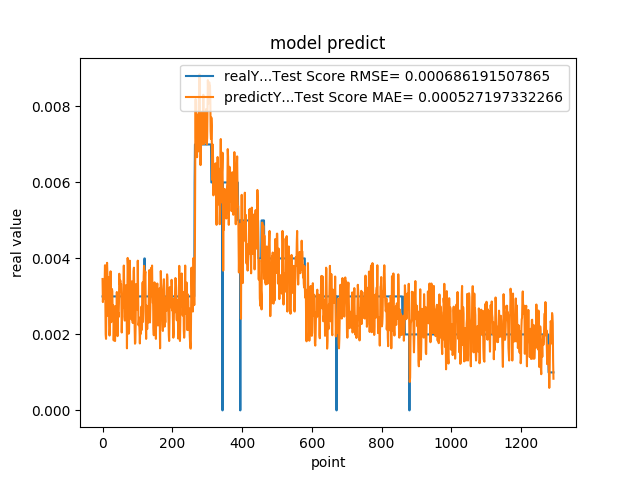 model predict
realY...Test Score RMSE= 0.000686191507865
predictY...Test Score MAE= 0.000527197332266
0.008
0.006
0.004
0.002
0.000
real value
0 200 400 600 800 1000 1200
point